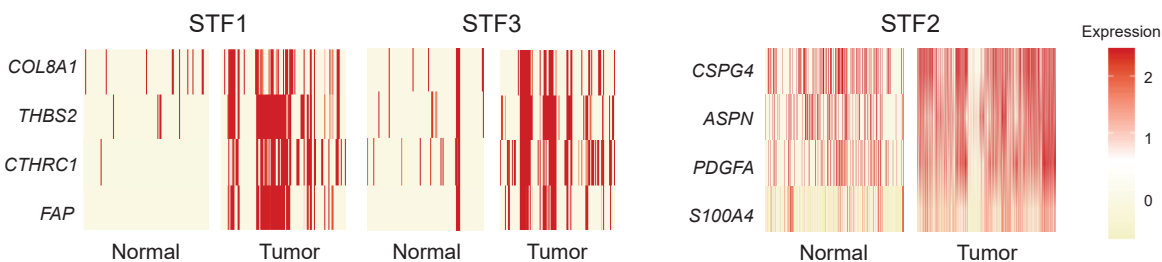 STF1
STF3
STF2
Expression
COL8A1
THBS2
CTHRC1
FAP
CSPG4
ASPN
PDGFA
S100A4
2
1
0
Normal
Tumor
Normal
Tumor
Normal
Tumor